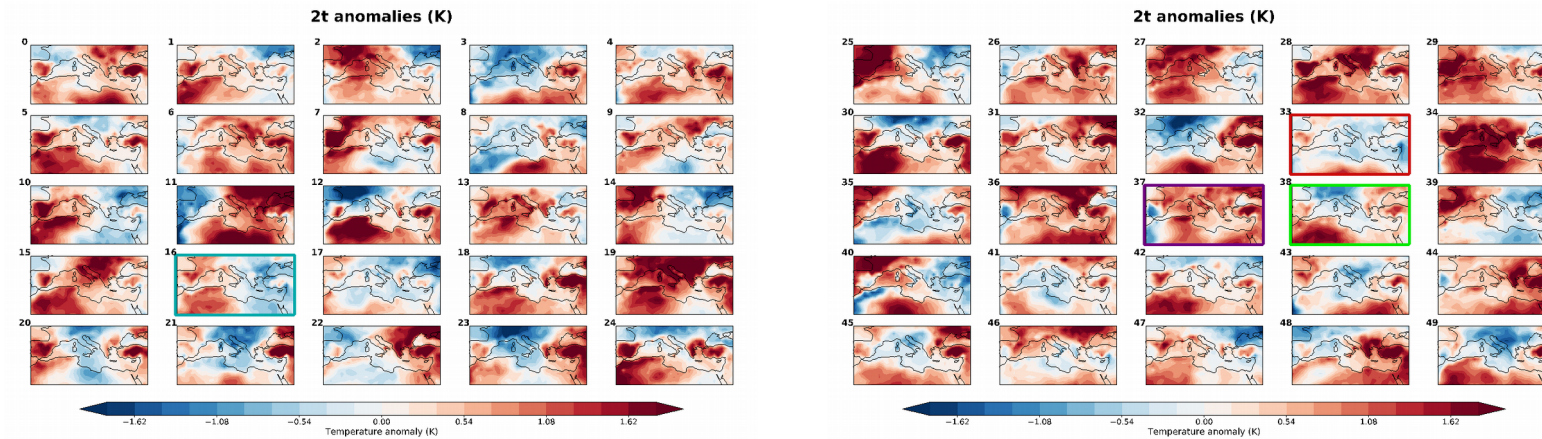 2t anomalies (K)
0 1 2 3 4
5 6 7 8 9
10 11 12 13 14
15 16 17 18 19
20 21 22 23 24
−1.62 −1.08 −0.54 0.00 0.54 1.08 1.62
Temperature anomaly (K)
2t anomalies (K)
25 26 27 28 29
30 31 32 33 34
35 36 37 38 39
40 41 42 43 44
45 46 47 48 49
−1.62 −1.08 −0.54 0.00 0.54 1.08 1.62
Temperature anomaly (K)